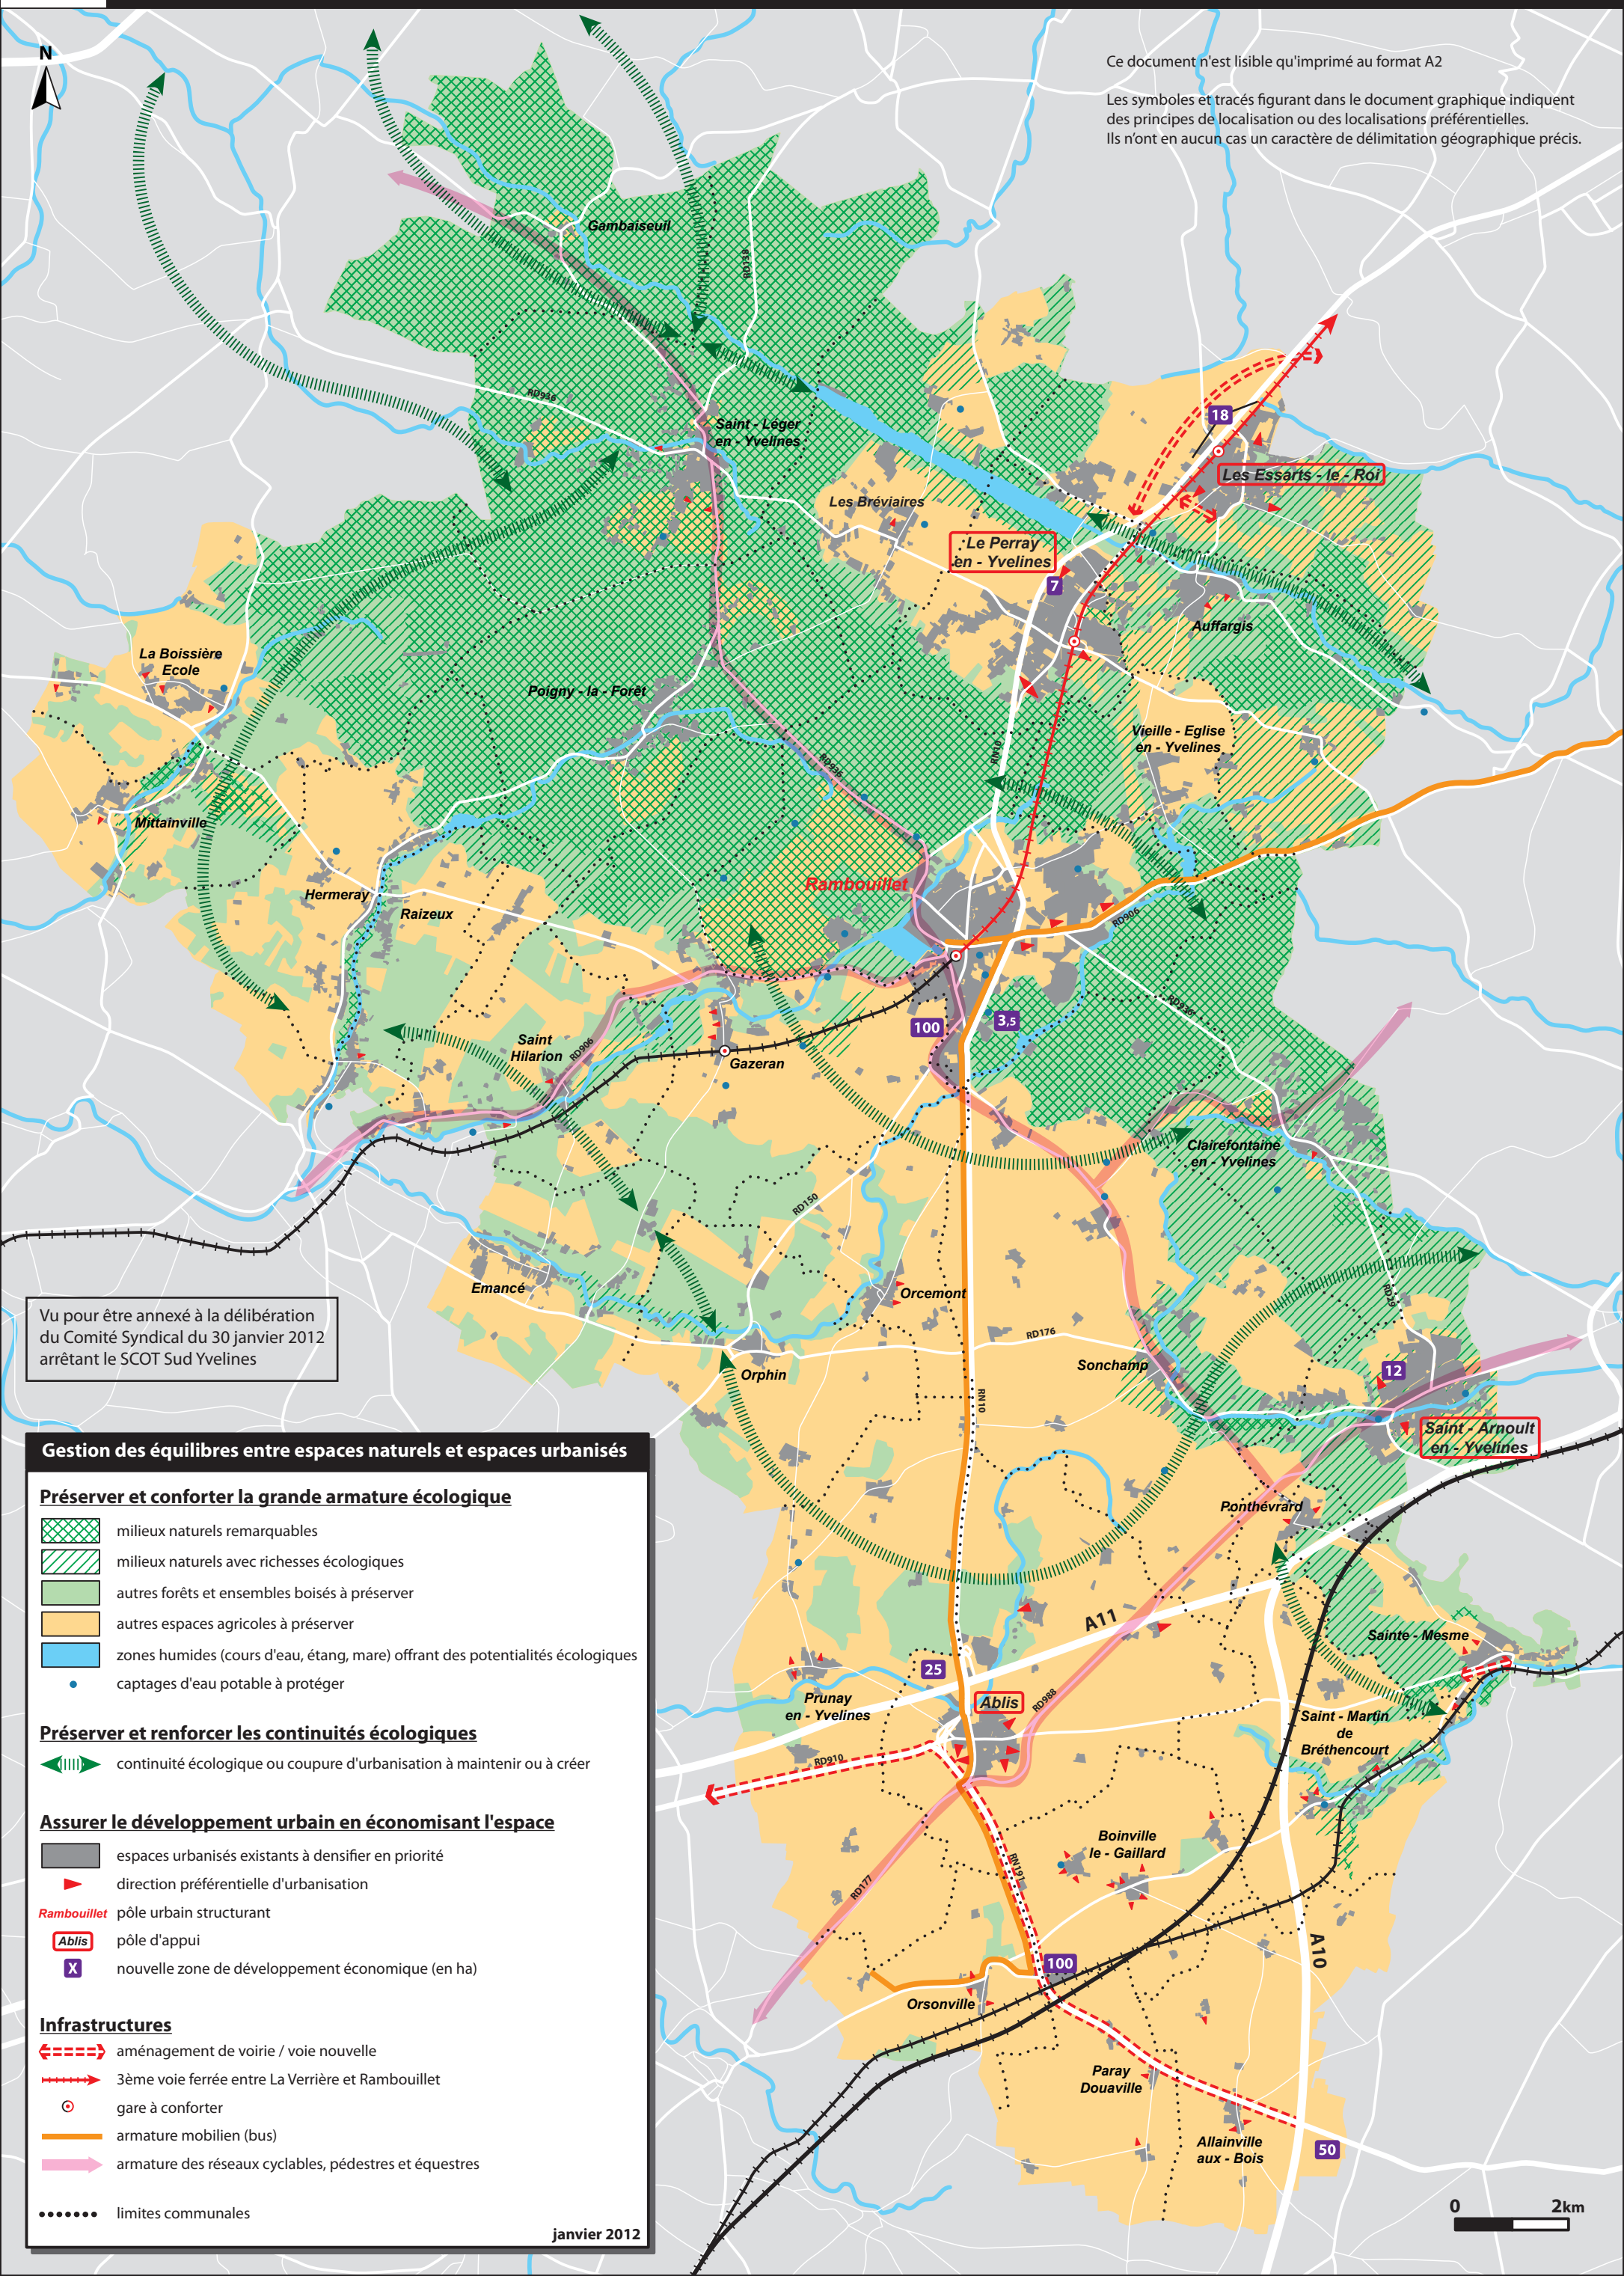 N
Ce document n'est lisible qu'imprimé au format A2
Les symboles et tracés figurant dans le document graphique indiquent
des principes de localisation ou des localisations préférentielles.
Ils n'ont en aucun cas un caractère de délimitation géographique précis.
Gambaiseuil
RD138
RD936
Saint - Léger
en - Yvelines
18
Les Essarts - le - Roi
Les Bréviaires
Le Perray
en - Yvelines
7
Auffargis
La Boissière
Ecole
Poigny - la - Forêt
Vieille - Eglise
en - Yvelines
RN10
RD936
Mittainville
Hermeray
Raizeux
Rambouillet
RD906
RD936
100
3,5
Saint
Hilarion
RD906
Gazeran
Clairefontaine
en - Yvelines
RD150
Emancé
Orcemont
RD29
RD176
Sonchamp
Orphin
12
RN10
Saint - Arnoult
en - Yvelines
Ponthévrard
A11
Sainte - Mesme
25
Prunay
en - Yvelines
Ablis
RD988
RD910
Saint - Martin
de
Bréthencourt
Boinville
le - Gaillard
RN191
RD177
A10
100
Orsonville
Paray
Douaville
Allainville
aux - Bois
50
0 2km
Vu pour être annexé à la délibération
du Comité Syndical du 30 janvier 2012
arrêtant le SCOT Sud Yvelines
Gestion des équilibres entre espaces naturels et espaces urbanisés
Préserver et conforter la grande armature écologique
milieux naturels remarquables
milieux naturels avec richesses écologiques
autres forêts et ensembles boisés à préserver
autres espaces agricoles à préserver
zones humides (cours d'eau, étang, mare) offrant des potentialités écologiques
captages d'eau potable à protéger
Préserver et renforcer les continuités écologiques
continuité écologique ou coupure d'urbanisation à maintenir ou à créer
Assurer le développement urbain en économisant l'espace
espaces urbanisés existants à densifier en priorité
direction préférentielle d'urbanisation
Rambouillet pôle urbain structurant
Ablis pôle d'appui
X nouvelle zone de développement économique (en ha)
Infrastructures
aménagement de voirie / voie nouvelle
3ème voie ferrée entre La Verrière et Rambouillet
gare à conforter
armature mobilien (bus)
armature des réseaux cyclables, pédestres et équestres
limites communales
janvier 2012